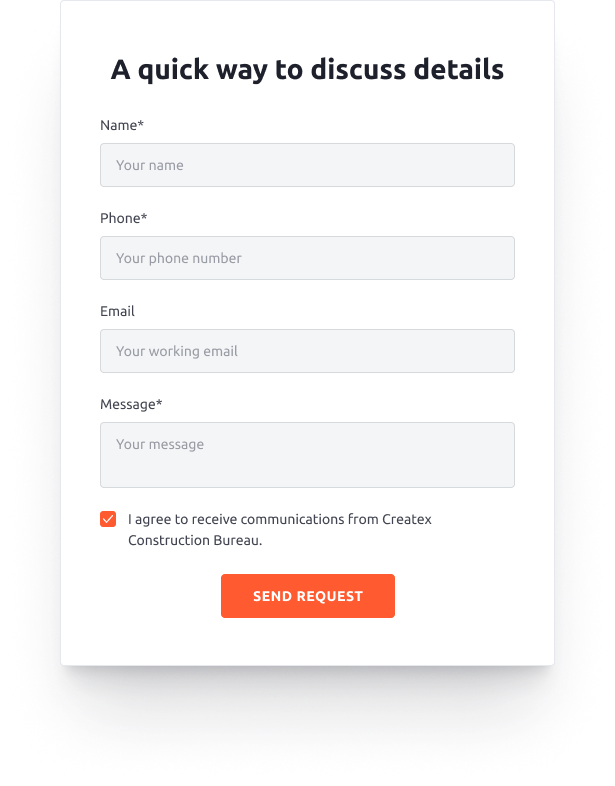 A quick way to discuss details
Name*
Your name
Phone*
Your phone number
Email
Your working email
Message*
Your message
I agree to receive communications from Createx
Construction Bureau.
SEND REQUEST